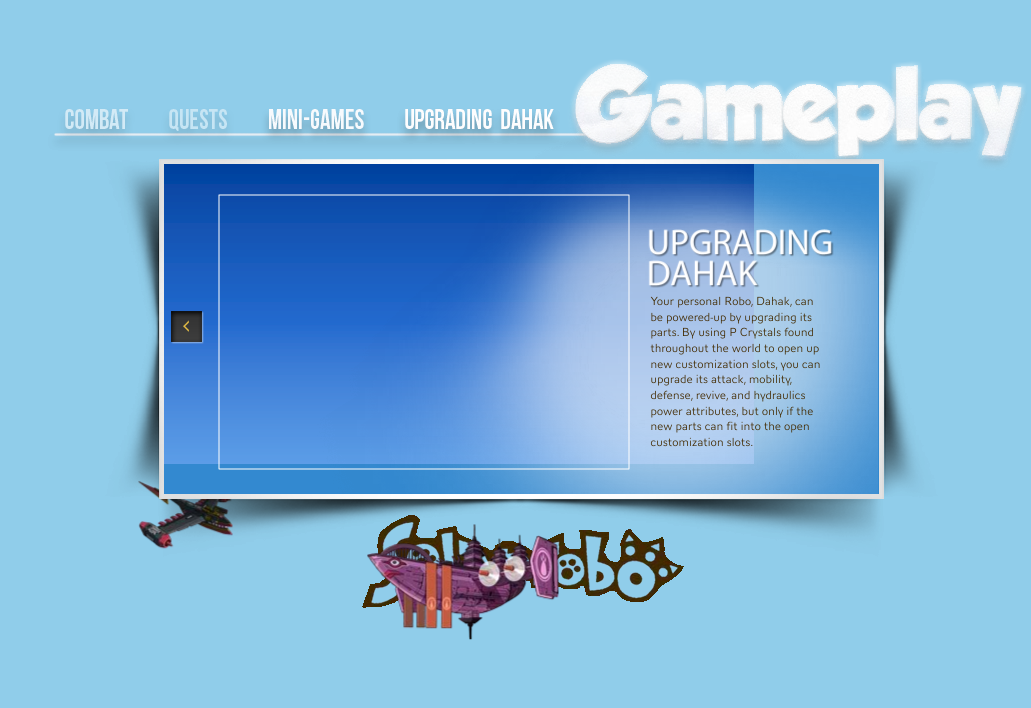 COMBAT QUESTS MINI-GAMES UPGRADING DAHAK Gameplay
UPGRADING
DAHAK
Your personal Robo, Dahak, can
be powered-up by upgrading its
parts. By using P Crystals found
throughout the world to open up
new customization slots, you can
upgrade its attack, mobility,
defense, revive, and hydraulics
power attributes, but only if the
new parts can fit into the open
customization slots.